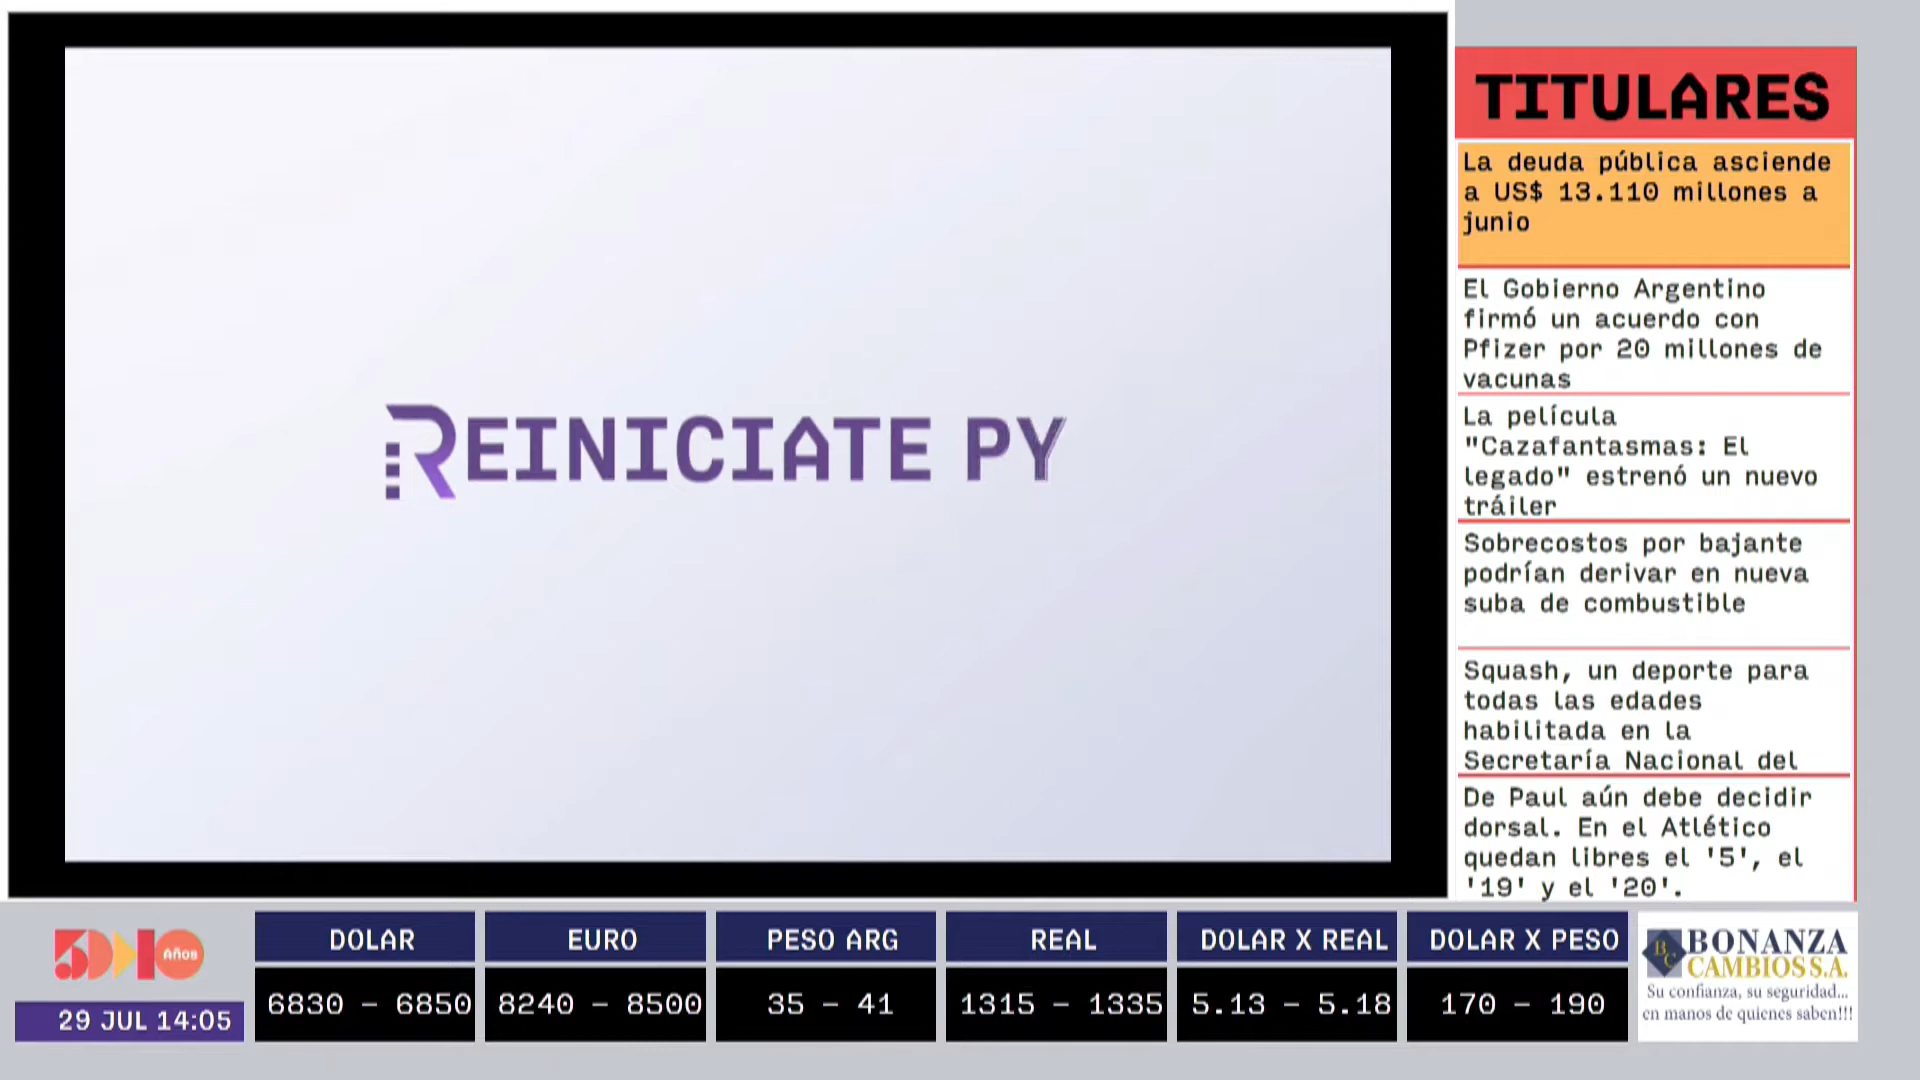 REINICIATE PY
TITULARES
La deuda pública asciende
a US$ 13.110 millones a
junio
El Gobierno Argentino
firmó un acuerdo con
Pfizer por 20 millones de
vacunas
La película
"Cazafantasmas: El
legado" estrenó un nuevo
tráiler
Sobrecostos por bajante
podrían derivar en nueva
suba de combustible
Squash, un deporte para
todas las edades
habilitada en la
Secretaría Nacional del
De Paul aún debe decidir
dorsal. En el Atlético
quedan libres el '5', el
'19' y el '20'.
Años
29 JUL 14:05
DOLAR
6830 - 6850
EURO
8240 - 8500
PESO ARG
35 - 41
REAL
1315 - 1335
DOLAR X REAL
5.13 - 5.18
DOLAR X PESO
170 - 190
BC
BONANZA
CAMBIOS S.A.
Su confianza, su seguridad...
en manos de quienes saben!!!